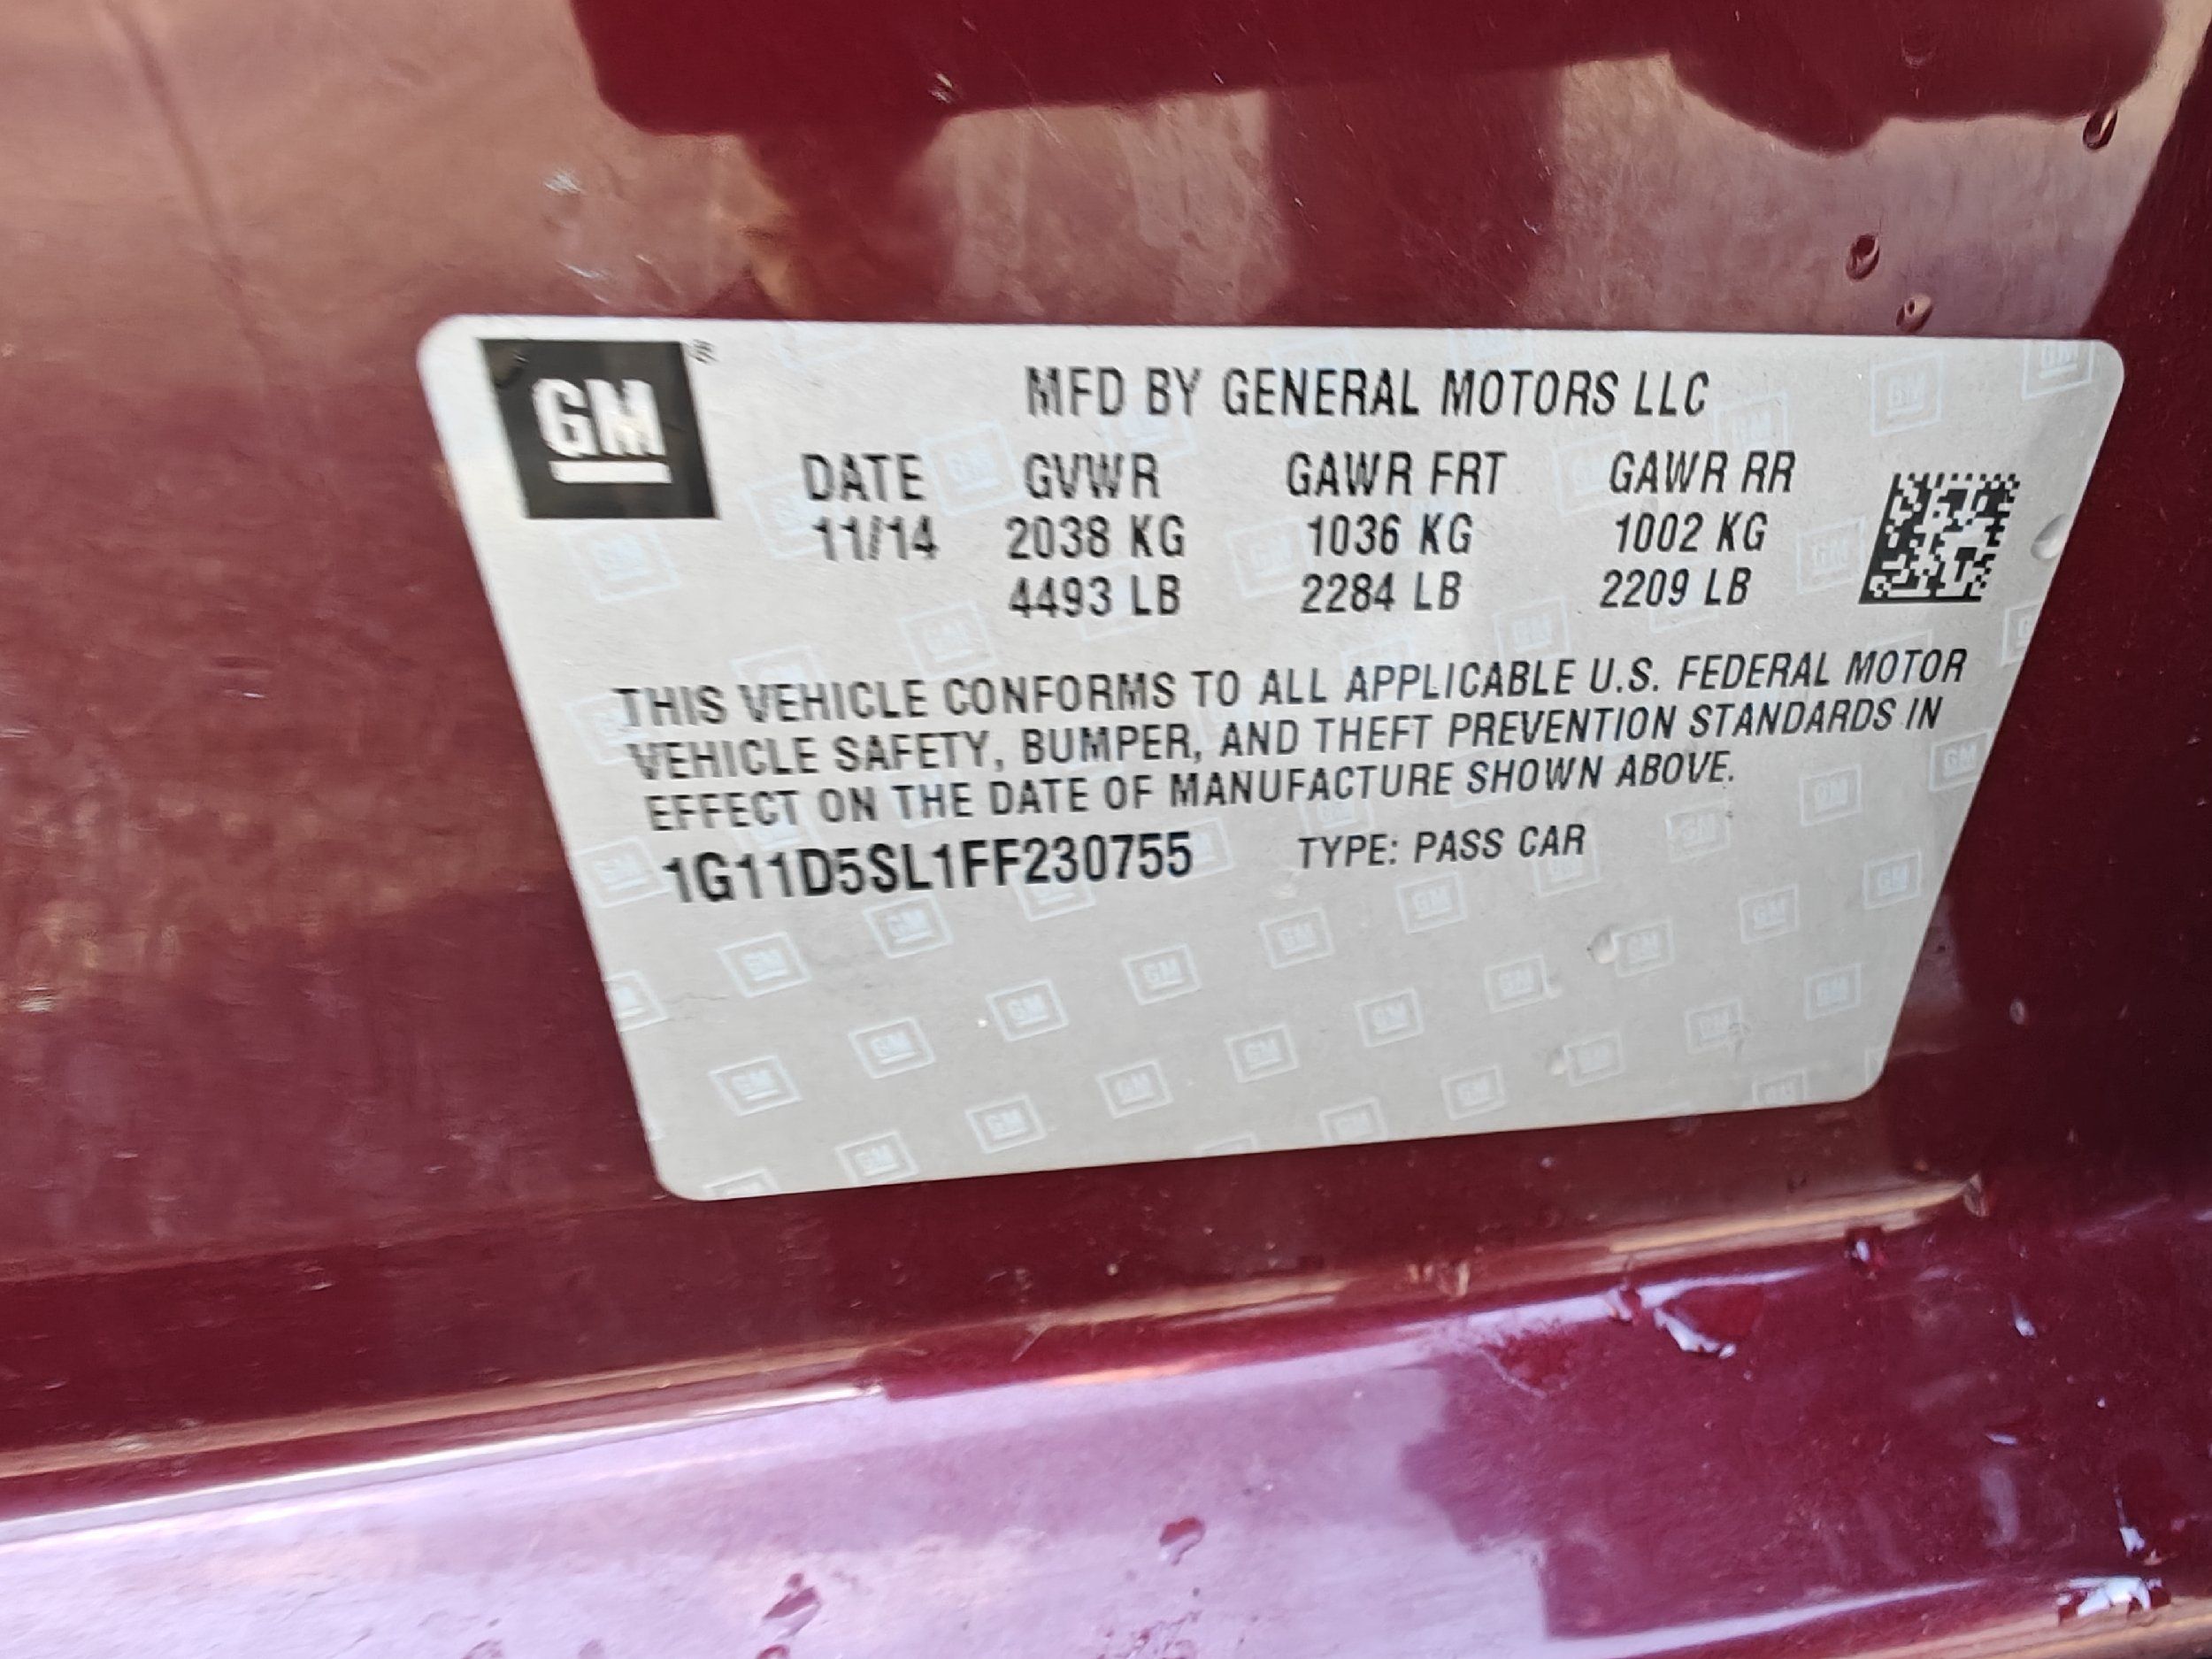 GM
MFD BY GENERAL MOTORS LLC
DATE GVWR GAWR FRT GAWR RR
11/14 2038 KG 1036 KG 1002 KG
4493 LB 2284 LB 2209 LB
THIS VEHICLE CONFORMS TO ALL APPLICABLE U.S. FEDERAL MOTOR
VEHICLE SAFETY, BUMPER, AND THEFT PREVENTION STANDARDS IN
EFFECT ON THE DATE OF MANUFACTURE SHOWN ABOVE.
1G11D5SL1FF230755 TYPE: PASS CAR